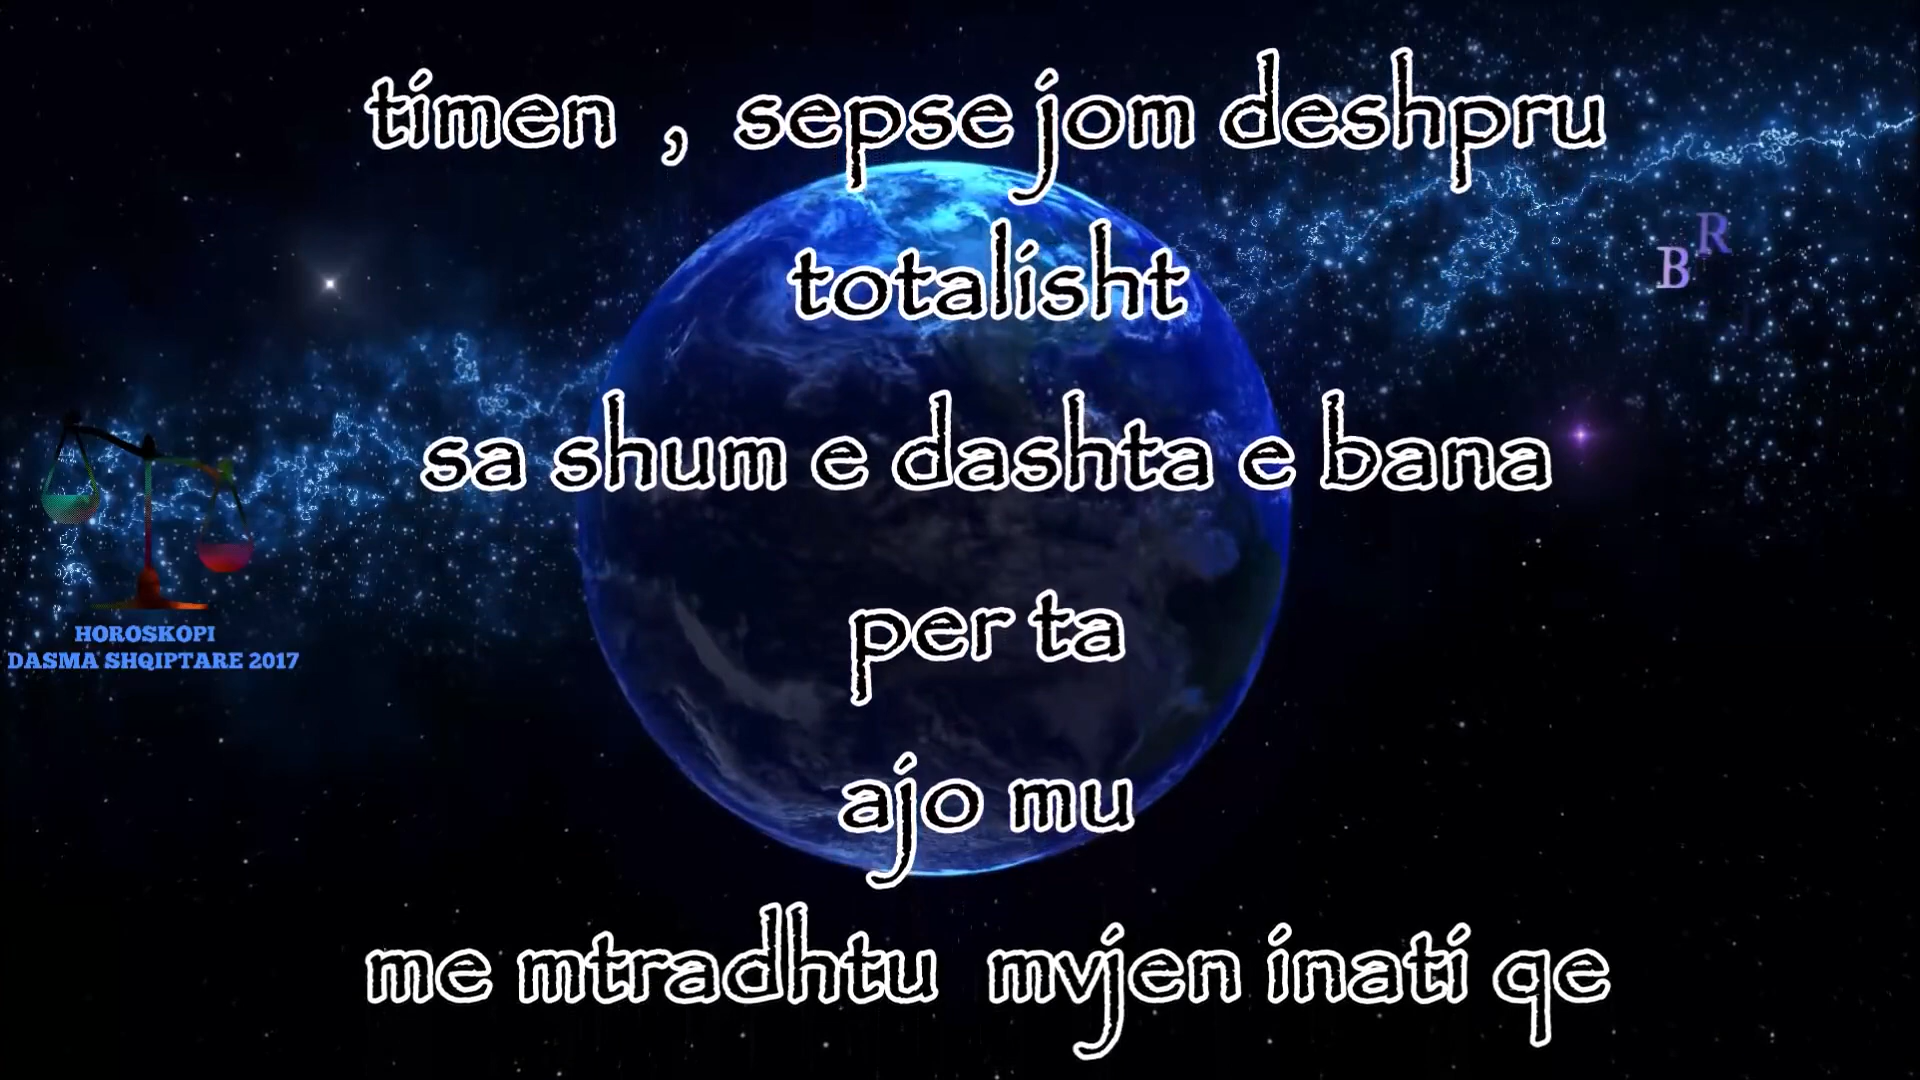 timen , sepse jom deshpru
totalisht
sa shum e dashta e bana
per ta
ajo mu
me mtradhtu mvjen inati qe
HOROSKOPI
DASMA SHQIPTARE 2017
B R